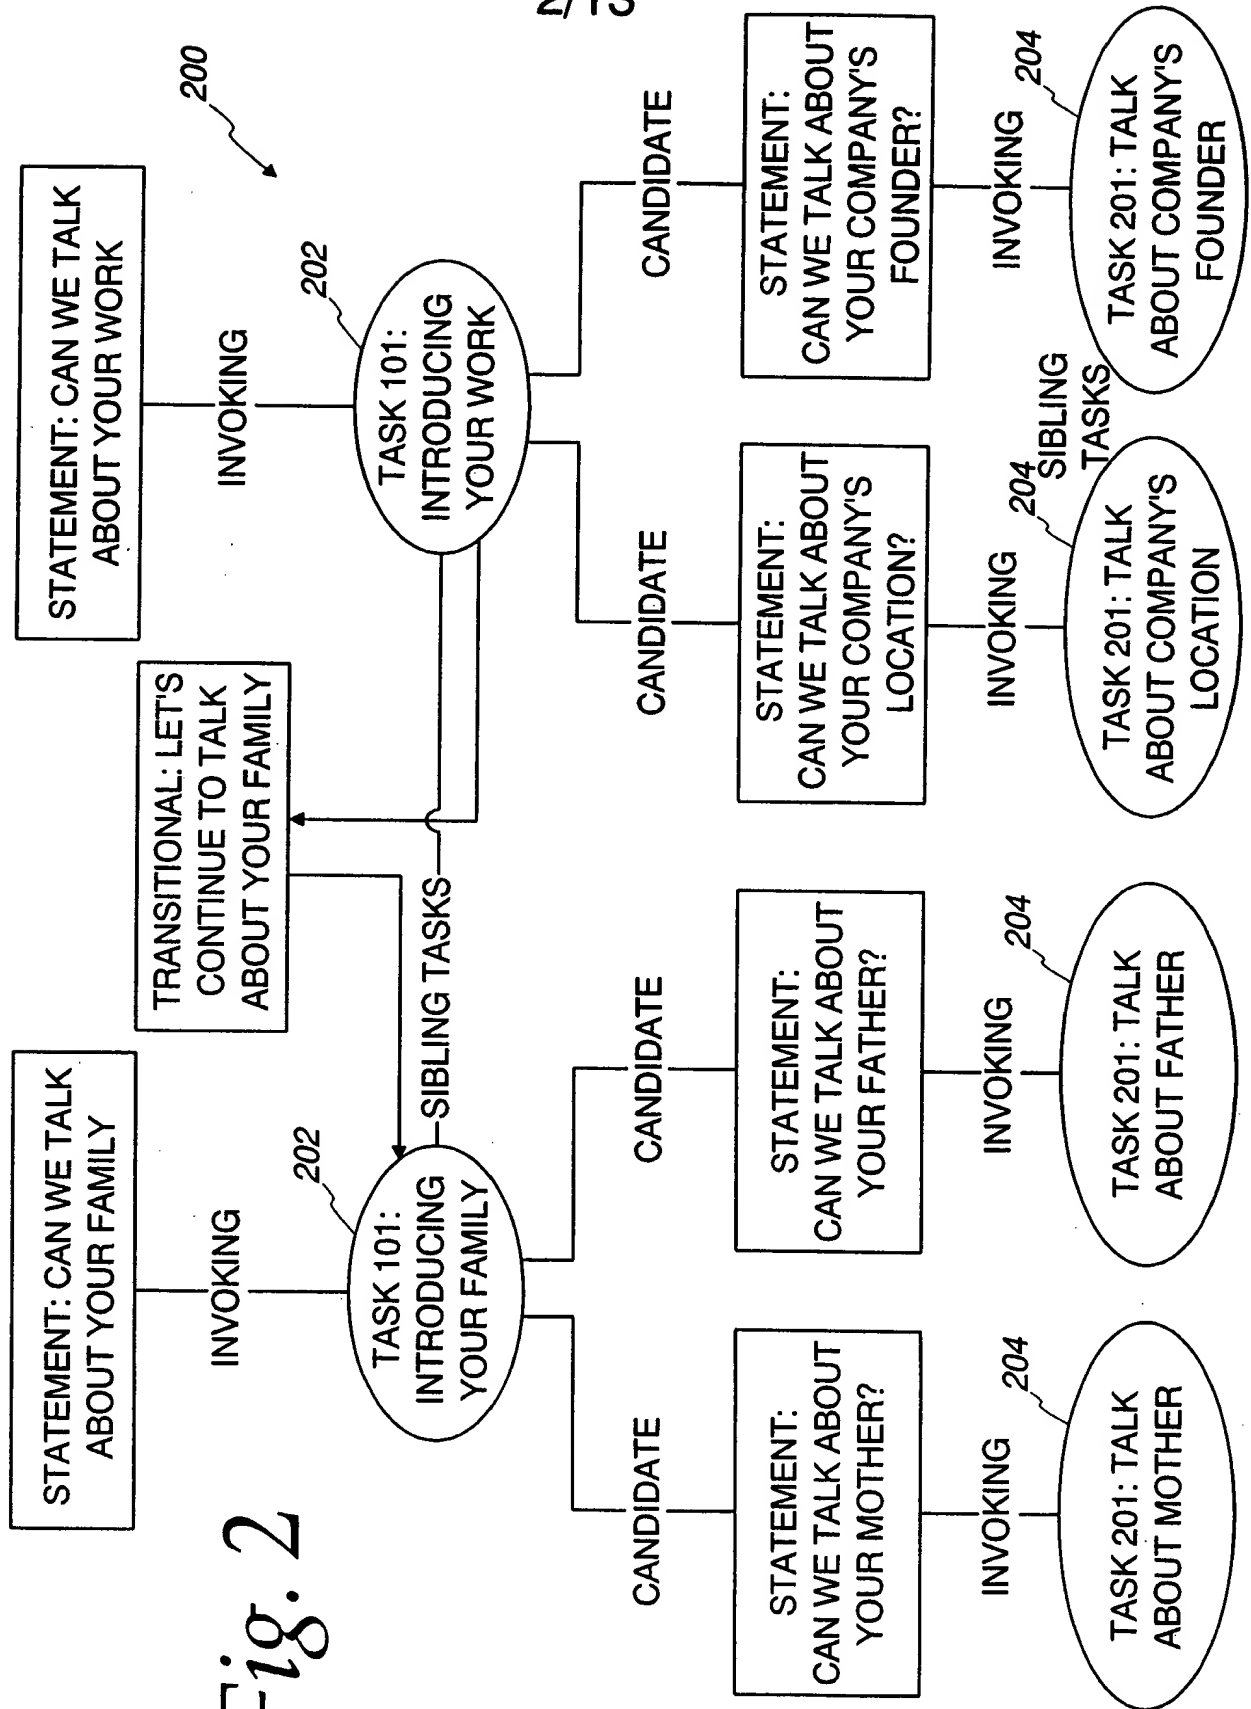 2/13
Fig. 2
200
STATEMENT: CAN WE TALK
ABOUT YOUR FAMILY
TRANSITIONAL: LET'S
CONTINUE TO TALK
ABOUT YOUR FAMILY
STATEMENT: CAN WE TALK
ABOUT YOUR WORK
INVOKING
INVOKING
202
TASK 101:
INTRODUCING
YOUR FAMILY
SIBLING TASKS
202
TASK 101:
INTRODUCING
YOUR WORK
CANDIDATE
CANDIDATE
CANDIDATE
CANDIDATE
STATEMENT:
CAN WE TALK ABOUT
YOUR MOTHER?
STATEMENT:
CAN WE TALK ABOUT
YOUR FATHER?
STATEMENT:
CAN WE TALK ABOUT
YOUR COMPANY'S
LOCATION?
STATEMENT:
CAN WE TALK ABOUT
YOUR COMPANY'S
FOUNDER?
INVOKING
INVOKING
INVOKING
INVOKING
204
TASK 201: TALK
ABOUT MOTHER
204
TASK 201: TALK
ABOUT FATHER
204
TASK 201: TALK
ABOUT COMPANY'S
LOCATION
SIBLING
TASKS
204
TASK 201: TALK
ABOUT COMPANY'S
FOUNDER